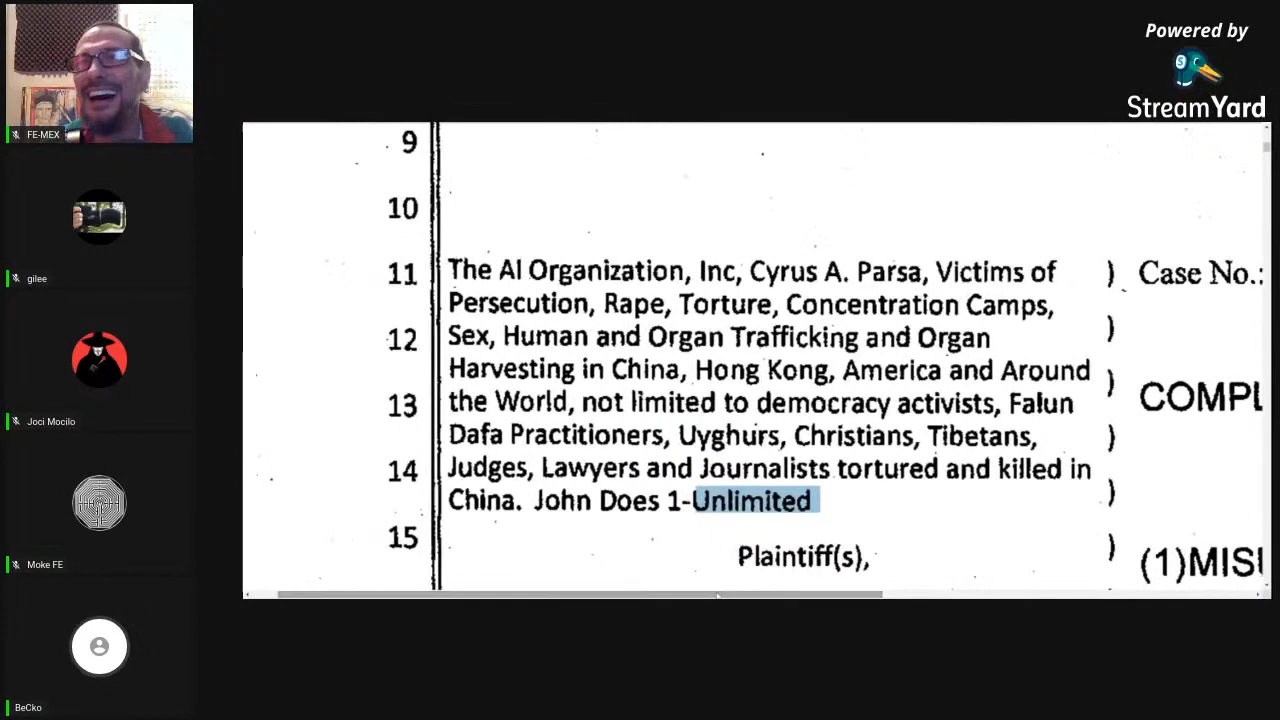 Powered by
StreamYard
FE-MEX
gilee
Joci Mocilo
Moke FE
BeCko
9
10
11 The AI Organization, Inc, Cyrus A. Parsa, Victims of ) Case No.:
Persecution, Rape, Torture, Concentration Camps,
12 Sex, Human and Organ Trafficking and Organ )
Harvesting in China, Hong Kong, America and Around )
13 the World, not limited to democracy activists, Falun COMPL
Dafa Practitioners, Uyghurs, Christians, Tibetans, )
14 Judges, Lawyers and Journalists tortured and killed in
China. John Does 1-Unlimited )
15
Plaintiff(s), ) (1)MISI